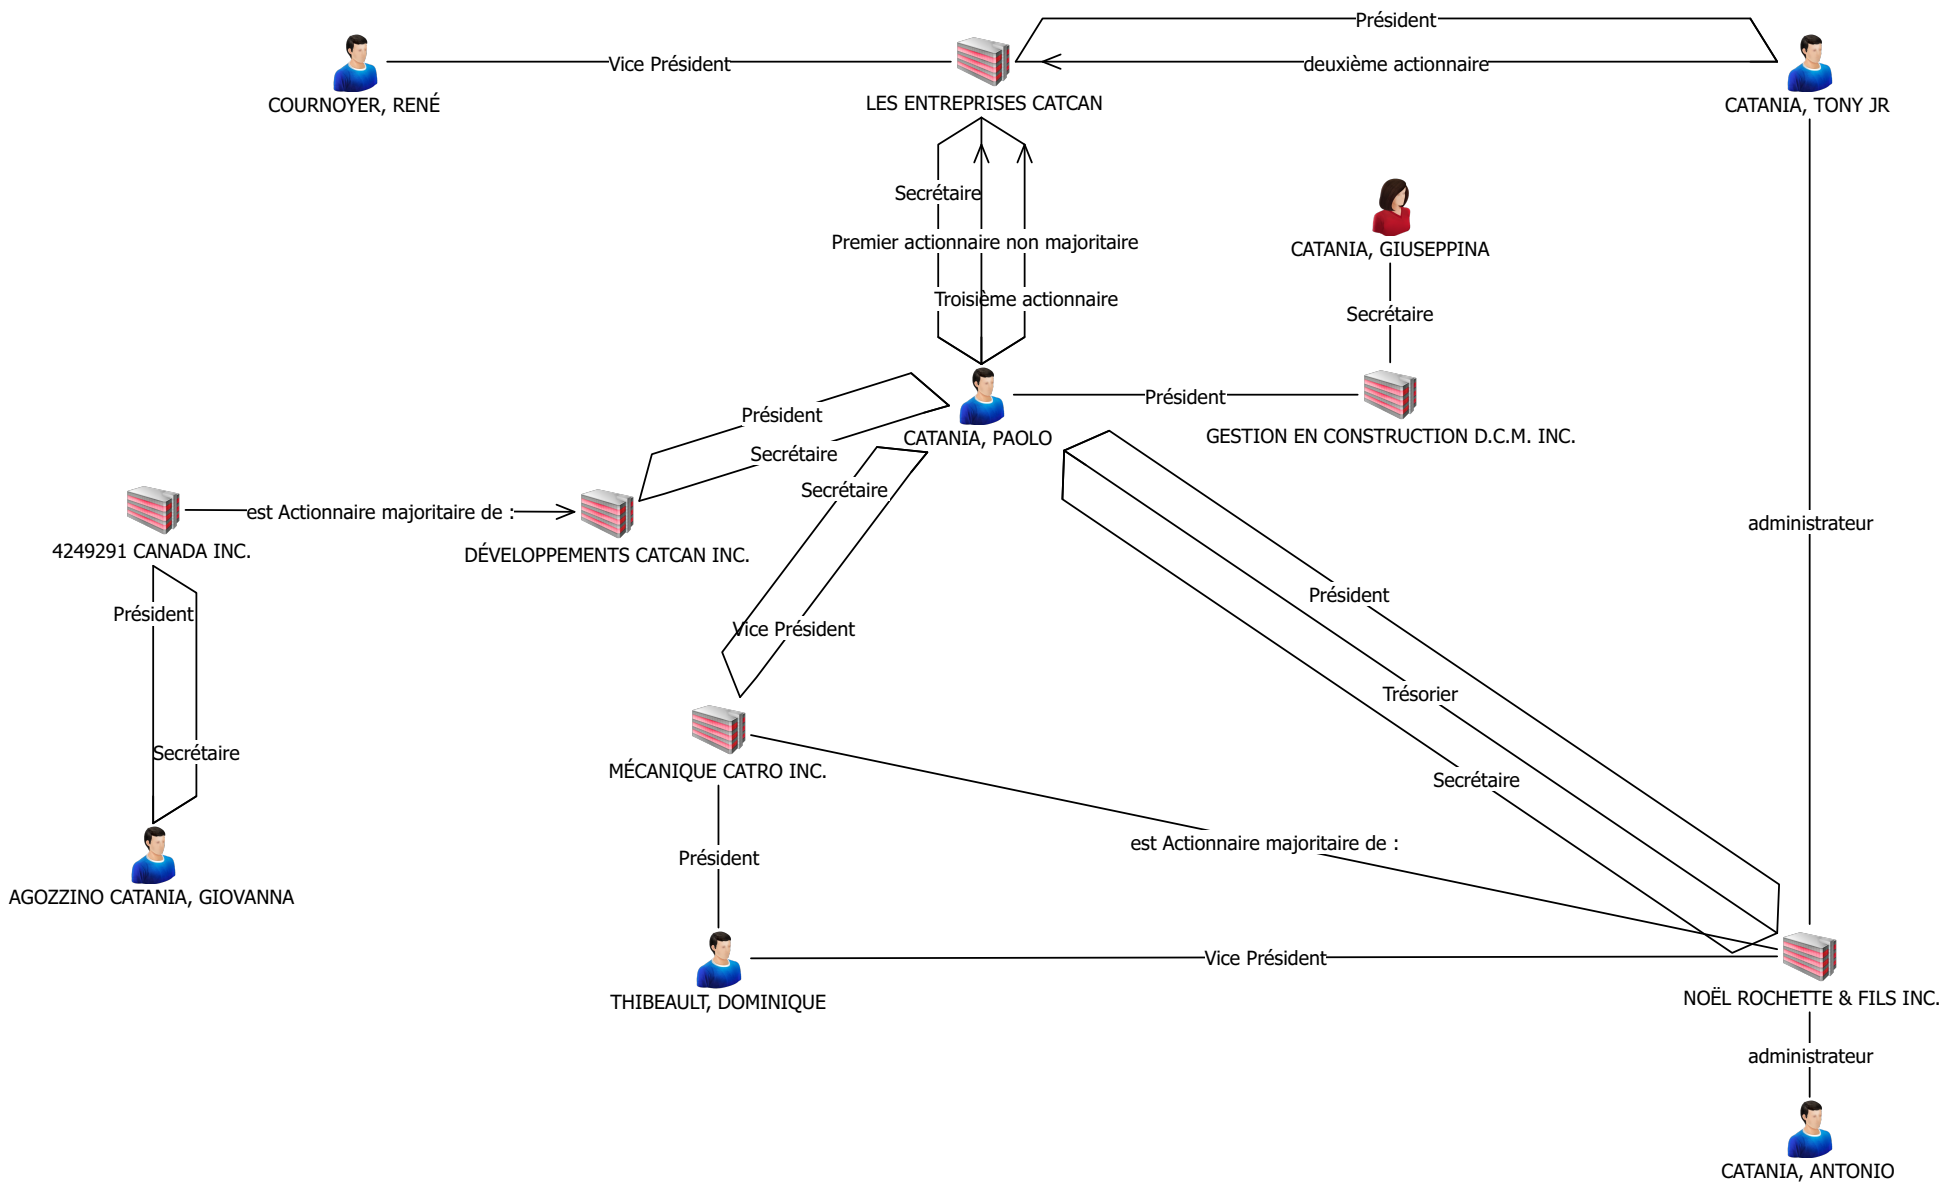 Président
Vice Président
deuxième actionnaire
COURNOYER, RENÉ
LES ENTREPRISES CATCAN
CATANIA, TONY JR
Secrétaire
Premier actionnaire non majoritaire
CATANIA, GIUSEPPINA
Troisième actionnaire
Secrétaire
Président
Président
CATANIA, PAOLO
GESTION EN CONSTRUCTION D.C.M. INC.
Secrétaire
Secrétaire
est Actionnaire majoritaire de :
administrateur
4249291 CANADA INC.
DÉVELOPPEMENTS CATCAN INC.
Président
Président
Vice Président
Trésorier
Secrétaire
MÉCANIQUE CATRO INC.
Secrétaire
est Actionnaire majoritaire de :
Président
AGOZZINO CATANIA, GIOVANNA
Vice Président
THIBEAULT, DOMINIQUE
NOËL ROCHETTE & FILS INC.
administrateur
CATANIA, ANTONIO